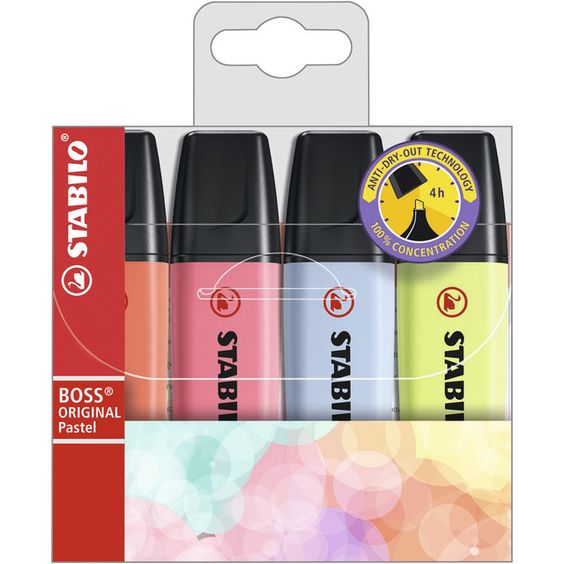 STABILO®
BOSS®
ORIGINAL
Pastel
ANTI-DRY-OUT TECHNOLOGY
4h
100% CONCENTRATION
STABILO
STABILO
STABILO